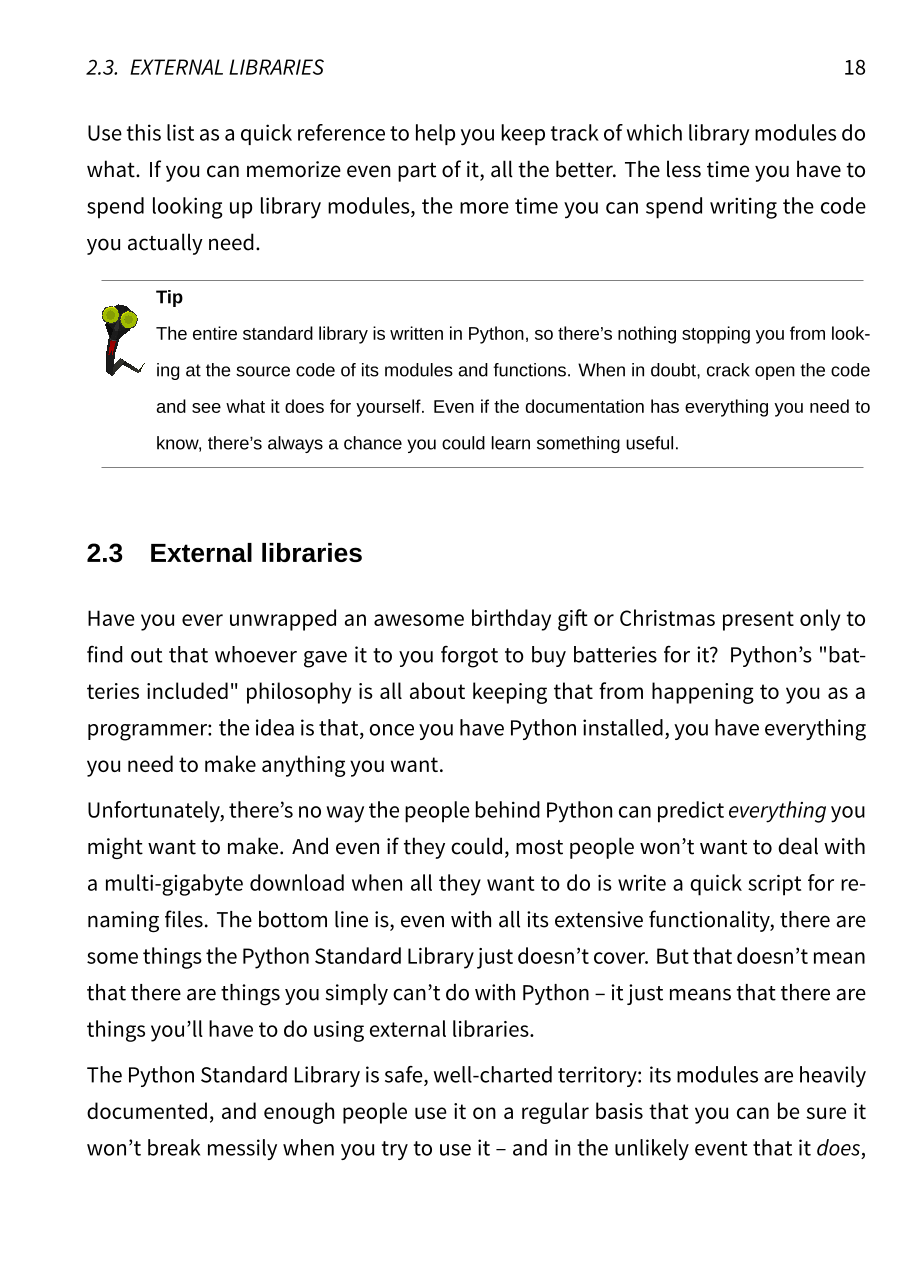 2.3. EXTERNAL LIBRARIES 18
Use this list as a quick reference to help you keep track of which library modules do
what. If you can memorize even part of it, all the better. The less time you have to
spend looking up library modules, the more time you can spend writing the code
you actually need.
Tip
The entire standard library is written in Python, so there’s nothing stopping you from look-
ing at the source code of its modules and functions. When in doubt, crack open the code
and see what it does for yourself. Even if the documentation has everything you need to
know, there’s always a chance you could learn something useful.
2.3 External libraries
Have you ever unwrapped an awesome birthday gift or Christmas present only to
find out that whoever gave it to you forgot to buy batteries for it? Python’s "bat-
teries included" philosophy is all about keeping that from happening to you as a
programmer: the idea is that, once you have Python installed, you have everything
you need to make anything you want.
Unfortunately, there’s no way the people behind Python can predict everything you
might want to make. And even if they could, most people won’t want to deal with
a multi-gigabyte download when all they want to do is write a quick script for re-
naming files. The bottom line is, even with all its extensive functionality, there are
some things the Python Standard Library just doesn’t cover. But that doesn’t mean
that there are things you simply can’t do with Python – it just means that there are
things you’ll have to do using external libraries.
The Python Standard Library is safe, well-charted territory: its modules are heavily
documented, and enough people use it on a regular basis that you can be sure it
won’t break messily when you try to use it – and in the unlikely event that it does,